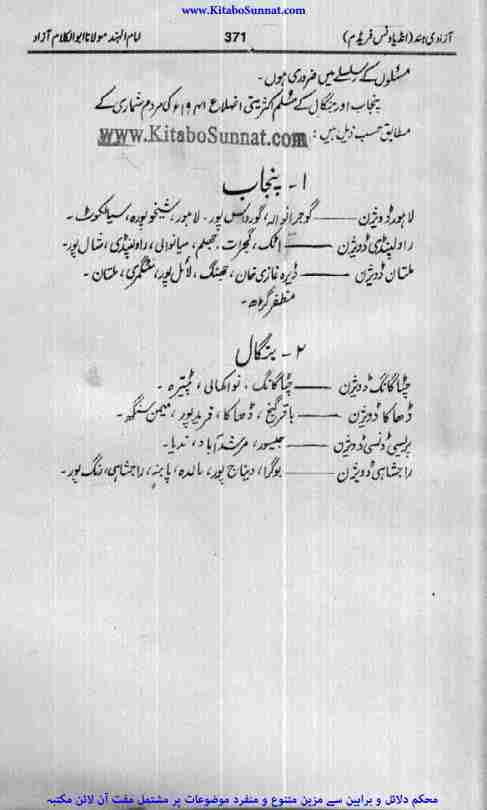 www.KitaboSunnat.com
آزادی ہند (انڈیا ونس فریڈم) 371 امام الہند مولانا ابوالکلام آزاد
مسئلوں کے سلسلے میں ضروری ہوں۔
پنجاب اور بنگال کے مسلم اکثریتی اضلاع ۱۹۴۱ء کی مردم شماری کے
مطابق حسب ذیل ہیں:
www.KitaboSunnat.com
۱۔ پنجاب
لاہور ڈویژن — گوجرانوالہ، گورداس پور۔ لاہور، شیخوپورہ، سیالکوٹ۔
راولپنڈی ڈویژن — اٹک، گجرات، جہلم، میانوالی، راولپنڈی، شاہ پور۔
ملتان ڈویژن — ڈیرہ غازی خان، جھنگ، لائل پور، منٹگمری، ملتان۔
مظفر گڑھ۔
۲۔ بنگال
چٹاگانگ ڈویژن — چٹاگانگ، نواکھالی، ٹپیرہ۔
ڈھاکا ڈویژن — باقر گنج، ڈھاکا، فرید پور، میمن سنگھ۔
پریسی ڈنسی ڈویژن — جیسور، مرشدآباد، ندیا۔
راجشاہی ڈویژن — بوگرا، دیناج پور، مالدہ، پابنہ، راجشاہی، رنگ پور۔
محکم دلائل و براہین سے مزین متنوع و منفرد موضوعات پر مشتمل مفت آن لائن مکتبہ